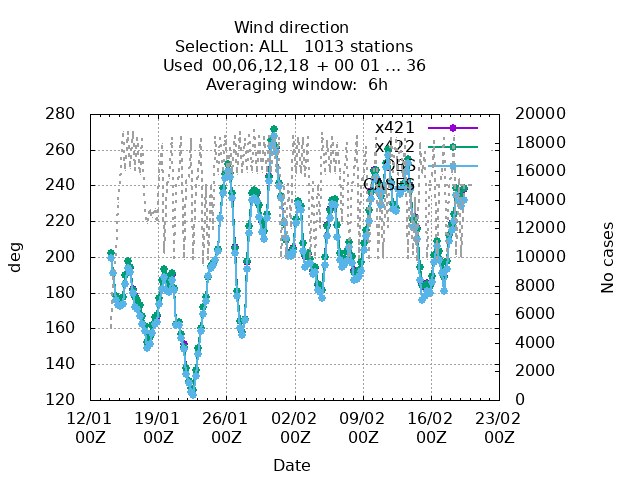 Wind direction
Selection: ALL   1013 stations
Used 00,06,12,18 + 00 01 ... 36
Averaging window:  6h
280
260
240
220
200
180
160
140
120
20000
18000
16000
14000
12000
10000
8000
6000
4000
2000
0
x421
x422
OBS
CASES
deg
No cases
12/01 19/01 26/01 02/02 09/02 16/02 23/02
00Z 00Z 00Z 00Z 00Z 00Z 00Z
Date